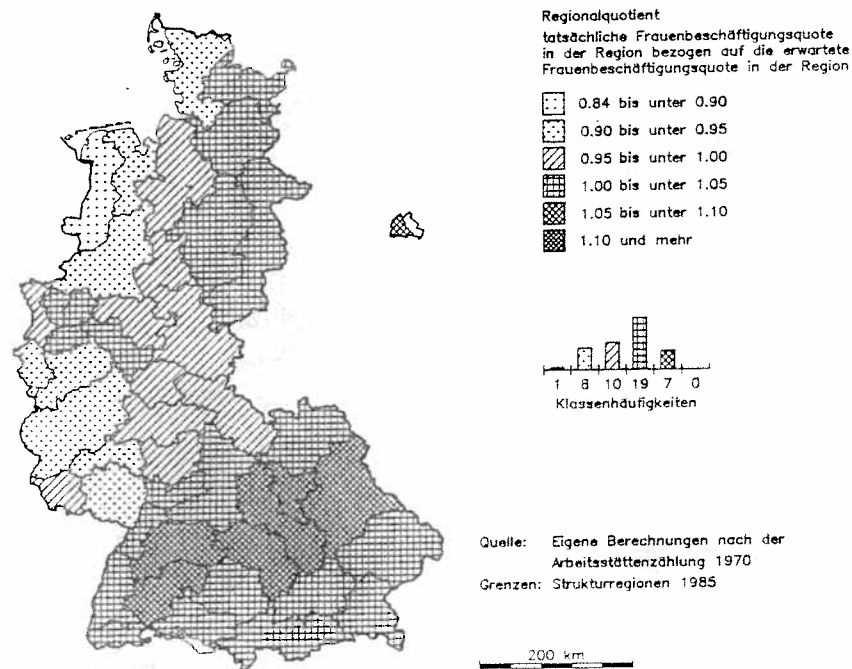 Regionalquotient
tatsächliche Frauenbeschäftigungsquote
in der Region bezogen auf die erwartete
Frauenbeschäftigungsquote in der Region
0.84 bis unter 0.90
0.90 bis unter 0.95
0.95 bis unter 1.00
1.00 bis unter 1.05
1.05 bis unter 1.10
1.10 und mehr
1 8 10 19 7 0
Klassenhäufigkeiten
Quelle: Eigene Berechnungen nach der
Arbeitsstättenzählung 1970
Grenzen: Strukturregionen 1985
200 km